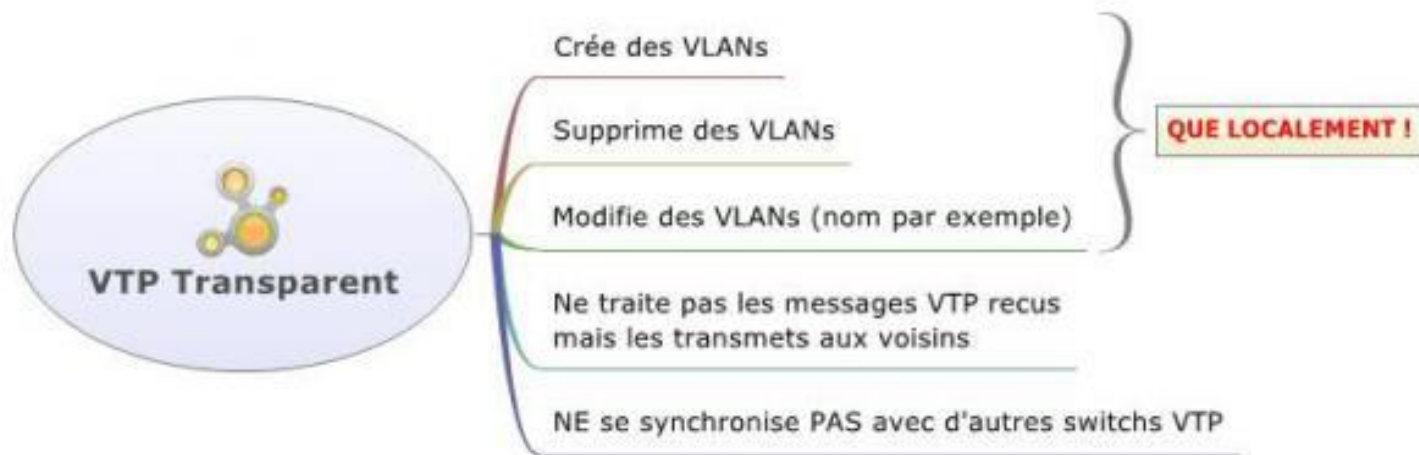 Crée des VLANs
Supprime des VLANs
QUE LOCALEMENT !
Modifie des VLANs (nom par exemple)
VTP Transparent
Ne traite pas les messages VTP recus
mais les transmets aux voisins
NE se synchronise PAS avec d'autres switchs VTP